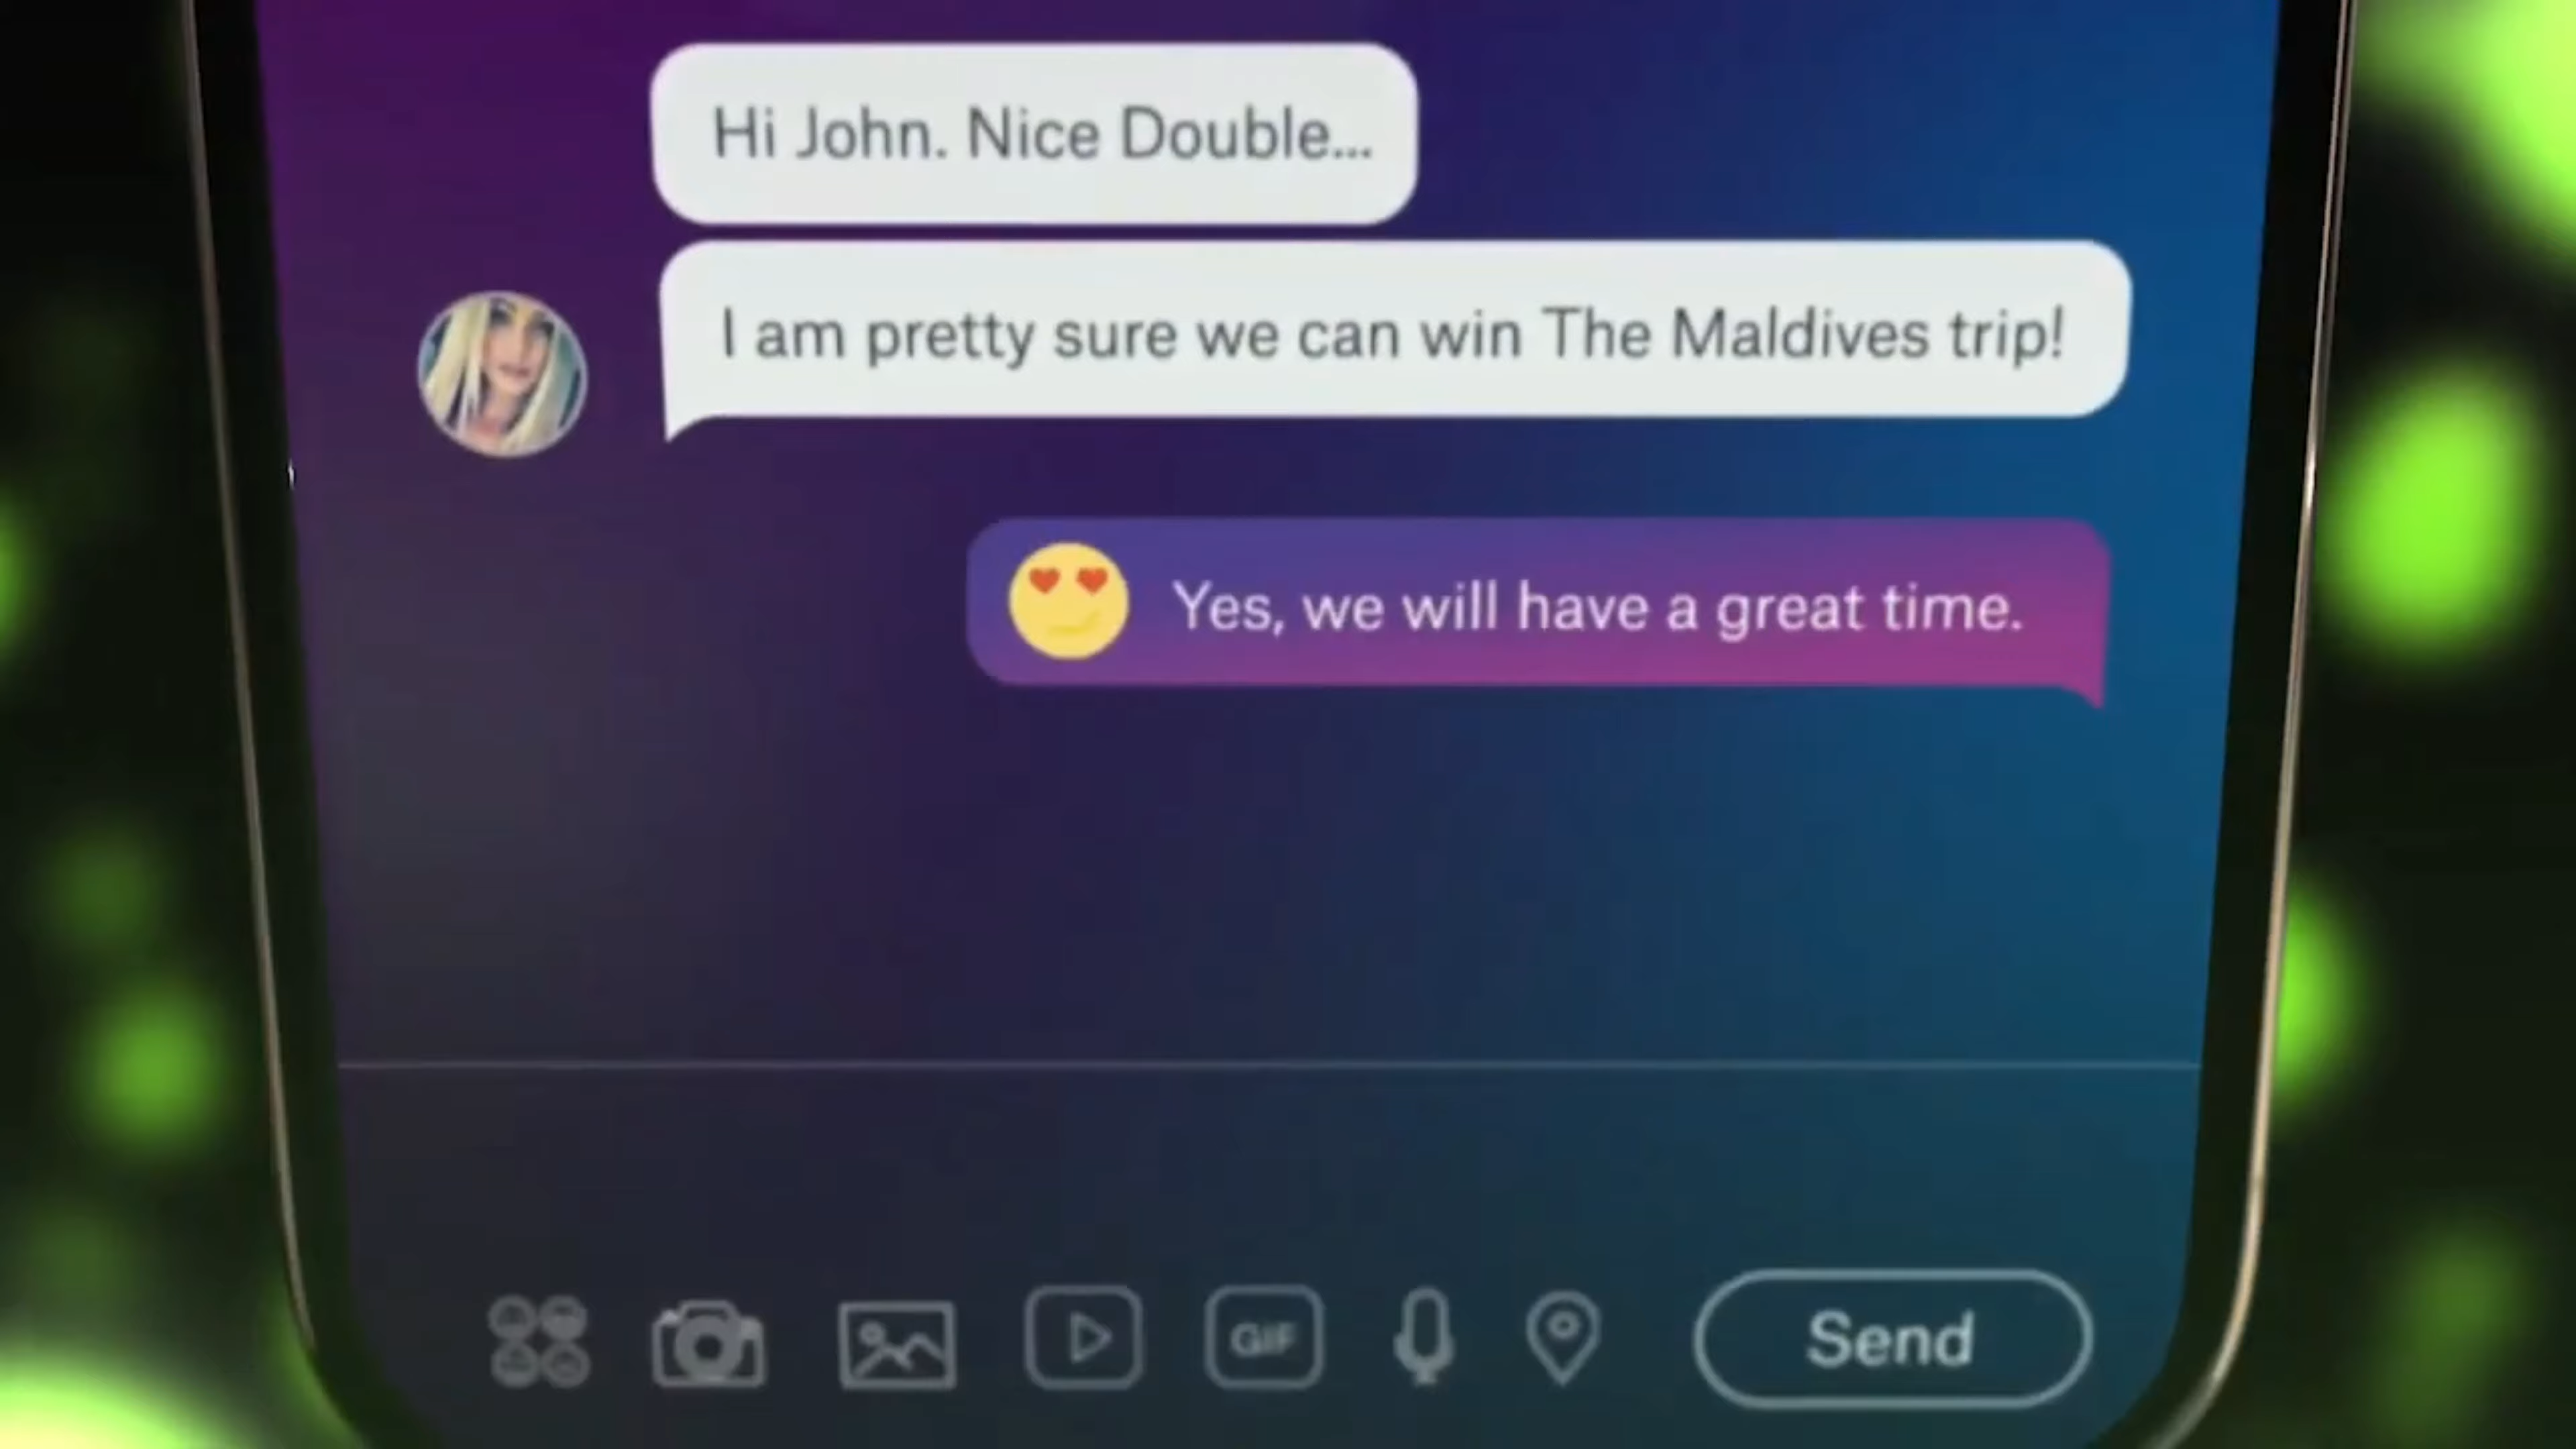 Hi John. Nice Double...
I am pretty sure we can win The Maldives trip!
😍 Yes, we will have a great time.
GIF
Send